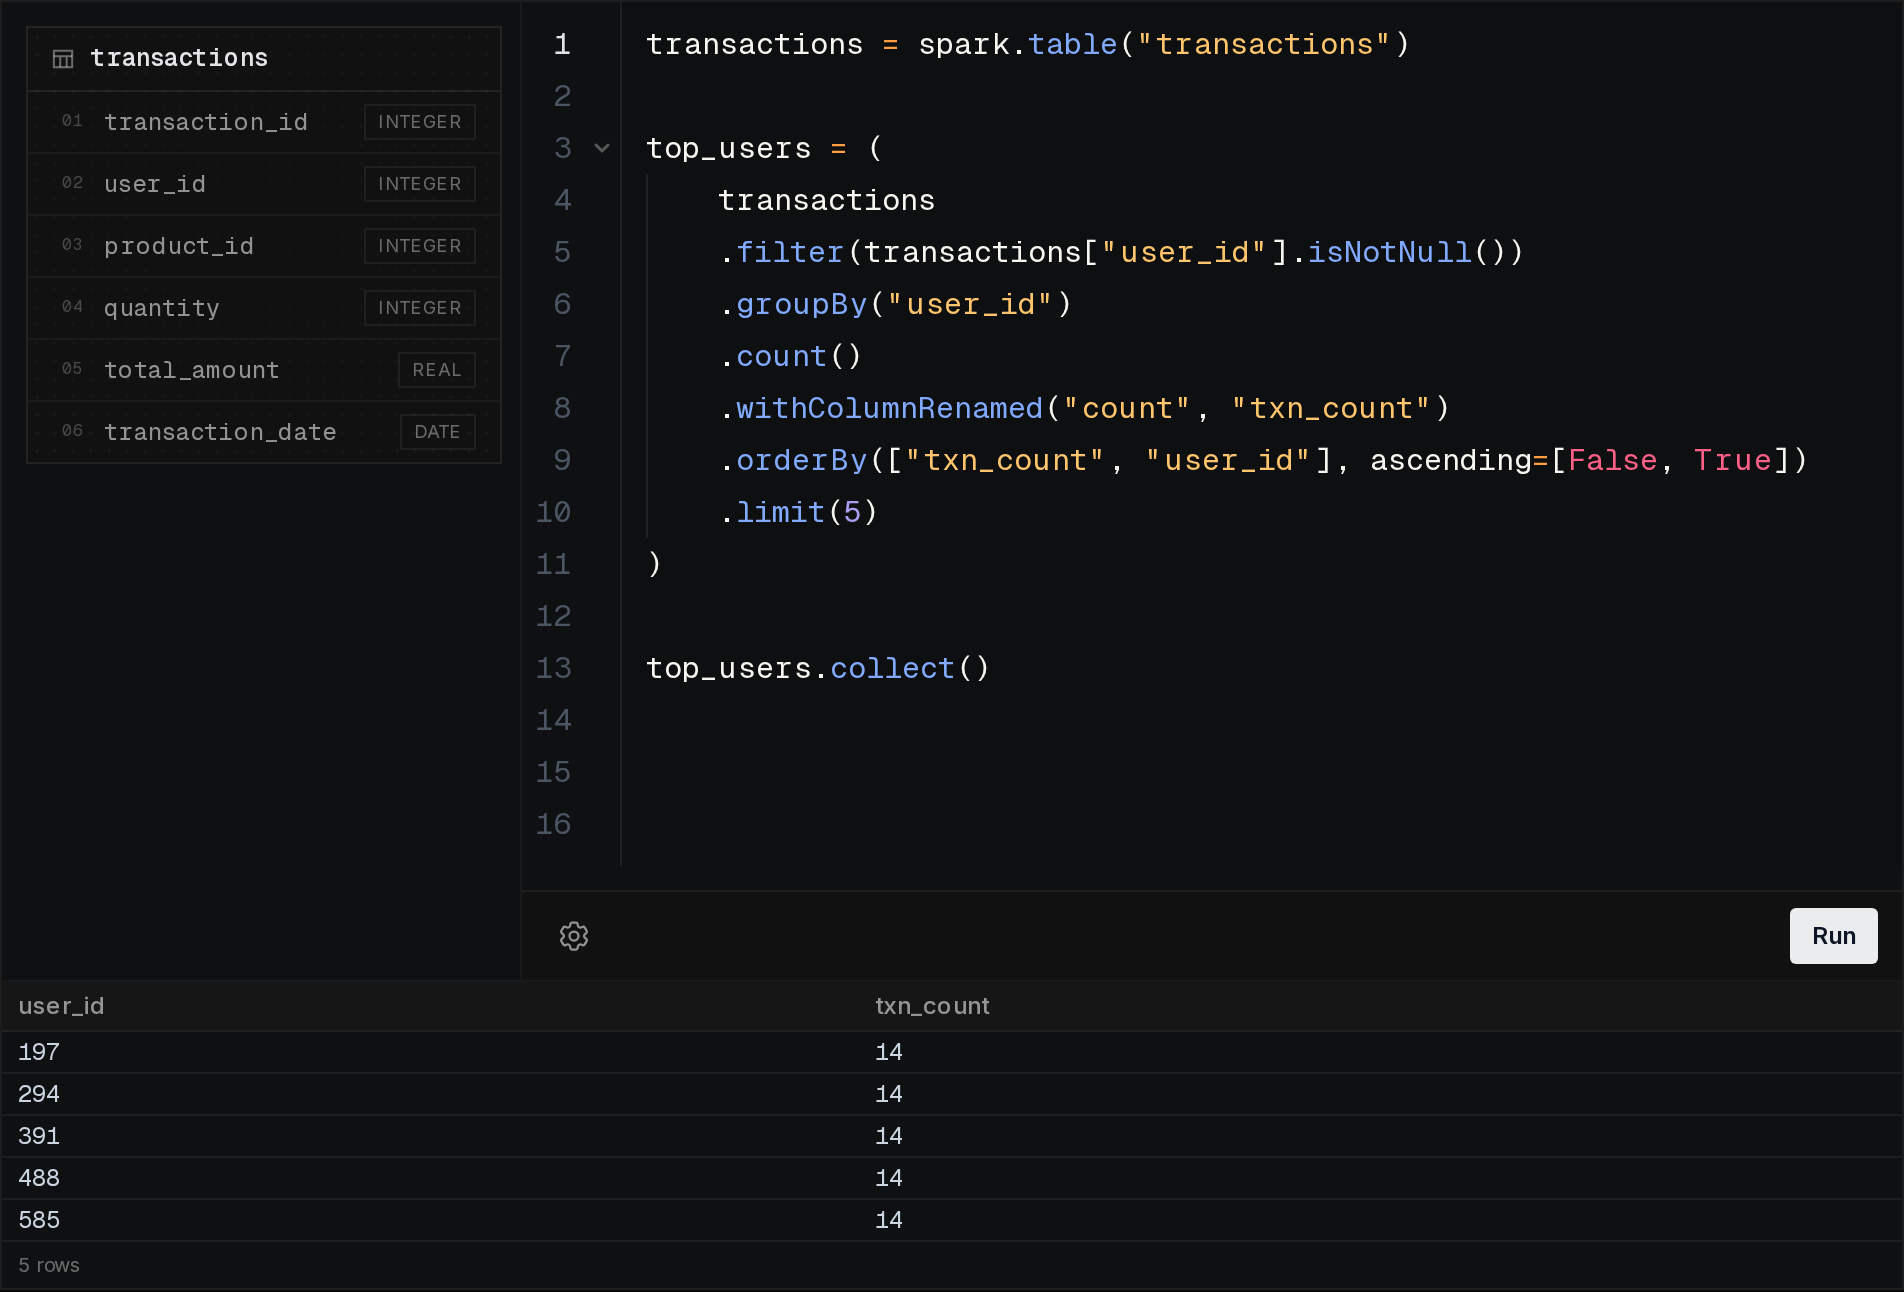 transactions
01 transaction_id INTEGER
02 user_id INTEGER
03 product_id INTEGER
04 quantity INTEGER
05 total_amount REAL
06 transaction_date DATE
1 transactions = spark.table("transactions")
2
3 top_users = (
4     transactions
5     .filter(transactions["user_id"].isNotNull())
6     .groupBy("user_id")
7     .count()
8     .withColumnRenamed("count", "txn_count")
9     .orderBy(["txn_count", "user_id"], ascending=[False, True])
10     .limit(5)
11 )
12
13 top_users.collect()
14
15
16
Run
user_id txn_count
197 14
294 14
391 14
488 14
585 14
5 rows